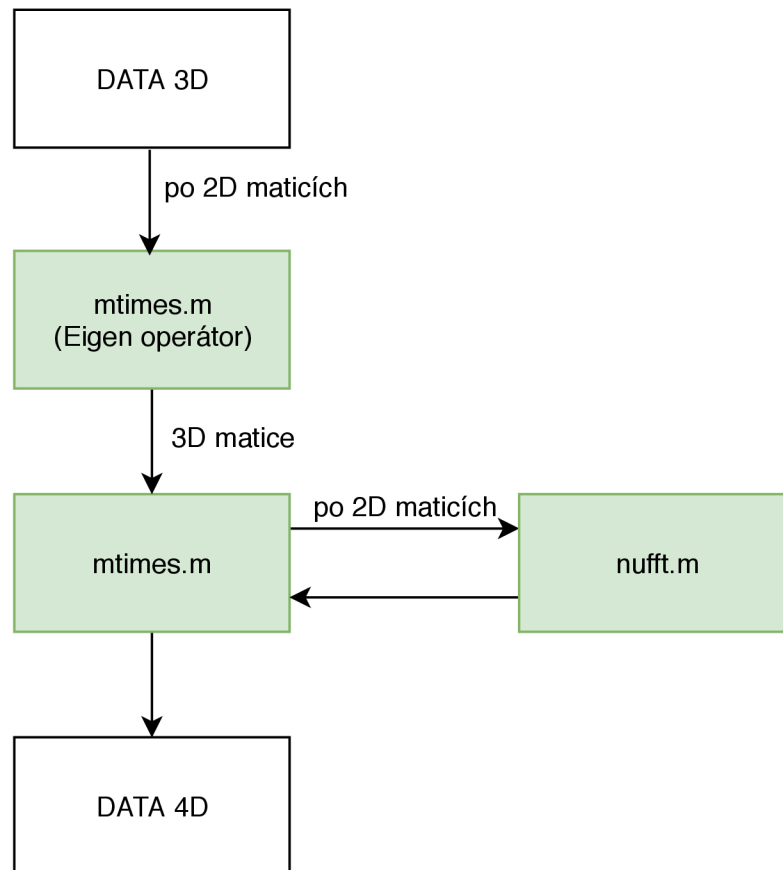 DATA 3D
po 2D maticích
mtimes.m
(Eigen operátor)
3D matice
mtimes.m
po 2D maticích
nufft.m
DATA 4D